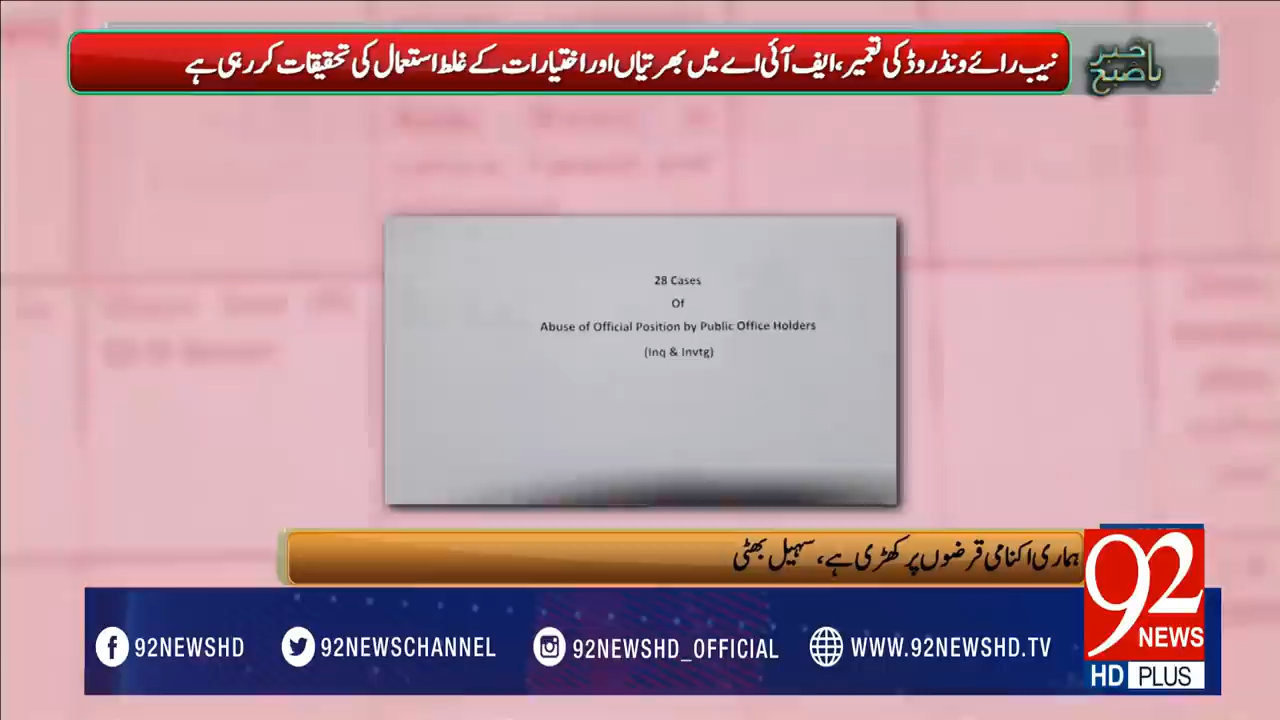 نیب رائے ونڈ روڈ کی تعمیر، ایف آئی اے میں بھرتیاں اور اختیارات کے غلط استعمال کی تحقیقات کر رہی ہے
باخبر صبح
28 Cases
Of
Abuse of Official Position by Public Office Holders
(Inq & Invtg)
ہماری اکنامی قرضوں پر کھڑی ہے، سہیل بھٹی
92NEWSHD
92NEWSCHANNEL
92NEWSHD_OFFICIAL
WWW.92NEWSHD.TV
92
NEWS
HD PLUS